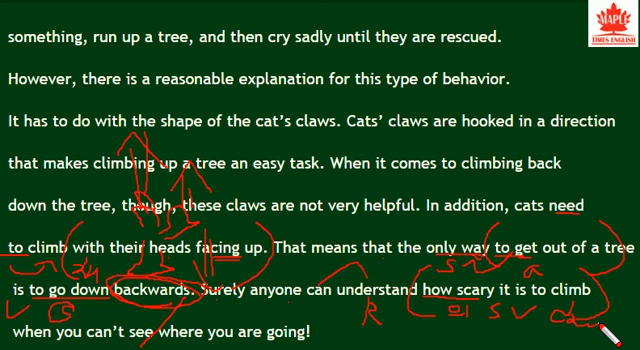 MAPLE
TIMES ENGLISH
something, run up a tree, and then cry sadly until they are rescued.
However, there is a reasonable explanation for this type of behavior.
It has to do with the shape of the cat's claws. Cats' claws are hooked in a direction
that makes climbing up a tree an easy task. When it comes to climbing back
down the tree, though, these claws are not very helpful. In addition, cats need
to climb with their heads facing up. That means that the only way to get out of a tree
is to go down backwards. Surely anyone can understand how scary it is to climb
when you can't see where you are going!